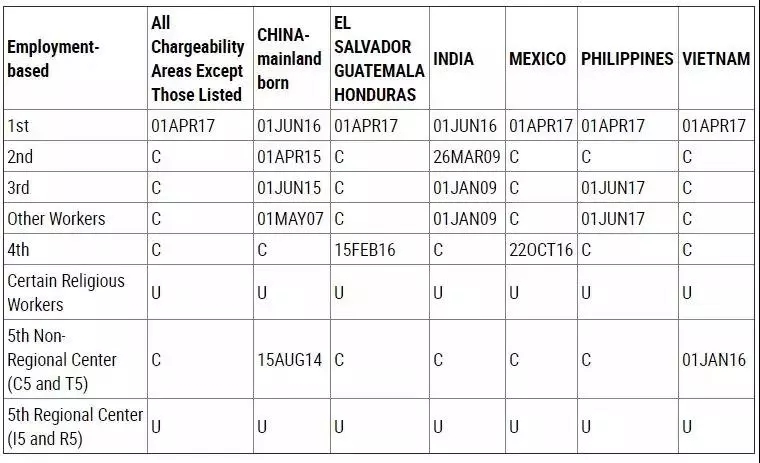 Employment-based | All Chargeability Areas Except Those Listed | CHINA-mainland born | EL SALVADOR GUATEMALA HONDURAS | INDIA | MEXICO | PHILIPPINES | VIETNAM
1st | 01APR17 | 01JUN16 | 01APR17 | 01JUN16 | 01APR17 | 01APR17 | 01APR17
2nd | C | 01APR15 | C | 26MAR09 | C | C | C
3rd | C | 01JUN15 | C | 01JAN09 | C | 01JUN17 | C
Other Workers | C | 01MAY07 | C | 01JAN09 | C | 01JUN17 | C
4th | C | C | 15FEB16 | C | 22OCT16 | C | C
Certain Religious Workers | U | U | U | U | U | U | U
5th Non-Regional Center (C5 and T5) | C | 15AUG14 | C | C | C | C | 01JAN16
5th Regional Center (I5 and R5) | U | U | U | U | U | U | U